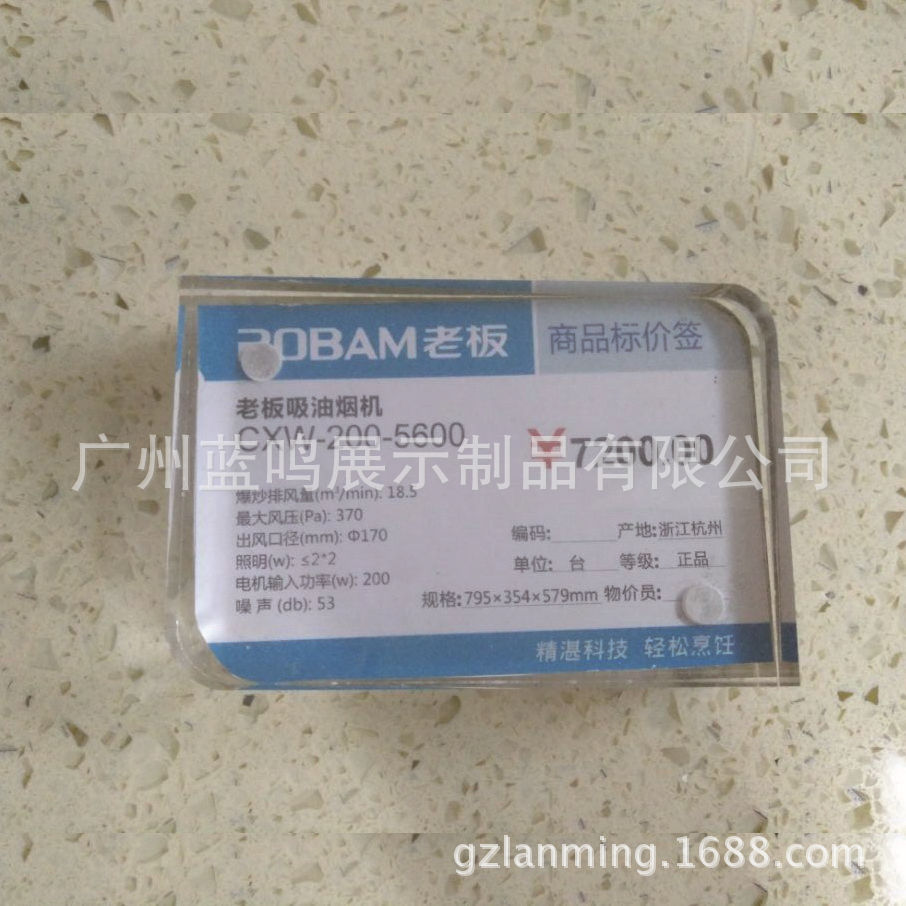 ROBAM老板 商品标价签
老板吸油烟机
CXW-200-5600 ¥7200.00
广州蓝鸣展示制品有限公司
爆炒排风量(m³/min): 18.5
最大风压(Pa): 370
出风口径(mm): Φ170 编码: 产地:浙江杭州
照明(w): ≤2*2 单位: 台 等级: 正品
电机输入功率(w): 200
噪声(db): 53 规格:795×354×579mm 物价员:
精湛科技 轻松烹饪
gzlanming.1688.com